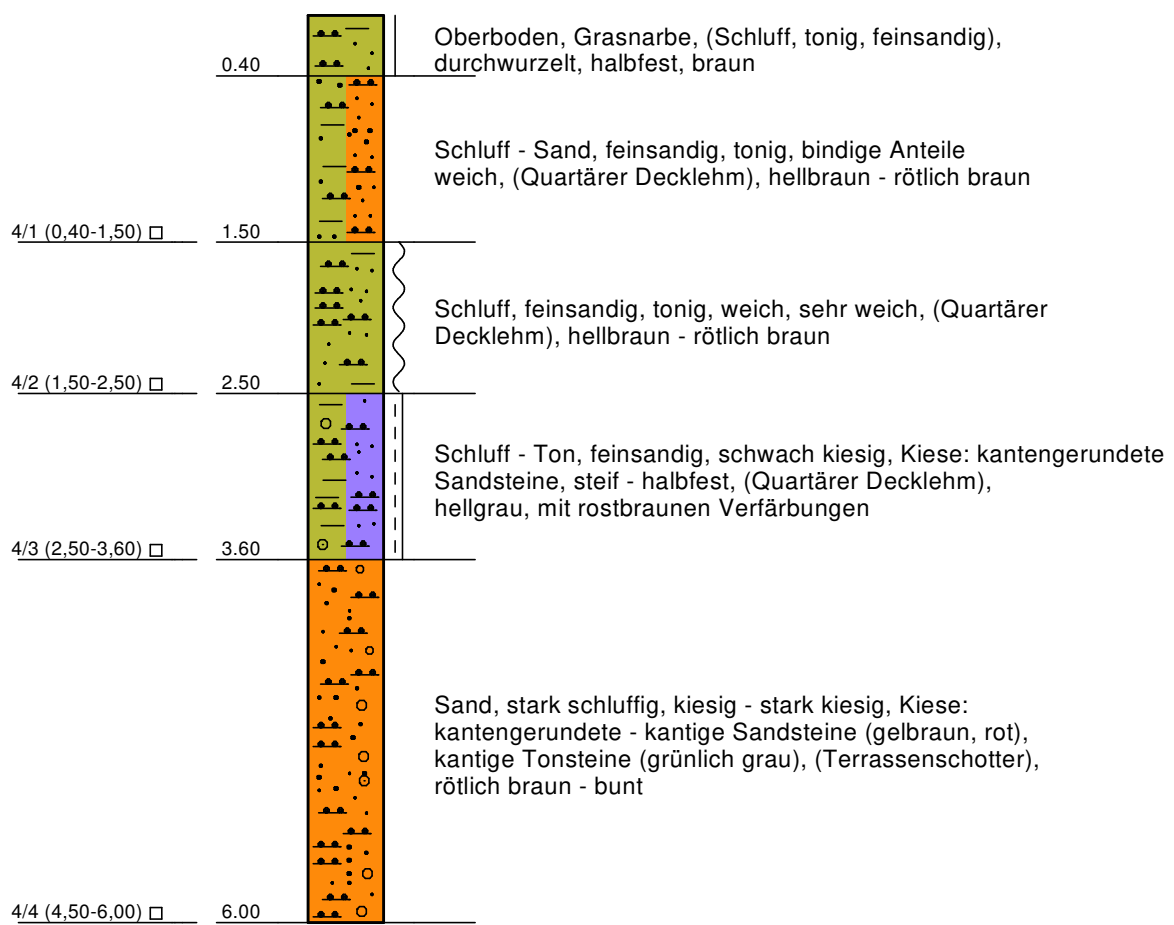 Oberboden, Grasnarbe, (Schluff, tonig, feinsandig),
durchwurzelt, halbfest, braun
0.40
Schluff - Sand, feinsandig, tonig, bindige Anteile
weich, (Quartärer Decklehm), hellbraun - rötlich braun
4/1 (0,40-1,50)
1.50
Schluff, feinsandig, tonig, weich, sehr weich, (Quartärer
Decklehm), hellbraun - rötlich braun
4/2 (1,50-2,50)
2.50
Schluff - Ton, feinsandig, schwach kiesig, Kiese: kantengerundete
Sandsteine, steif - halbfest, (Quartärer Decklehm),
hellgrau, mit rostbraunen Verfärbungen
4/3 (2,50-3,60)
3.60
Sand, stark schluffig, kiesig - stark kiesig, Kiese:
kantengerundete - kantige Sandsteine (gelbraun, rot),
kantige Tonsteine (grünlich grau), (Terrassenschotter),
rötlich braun - bunt
4/4 (4,50-6,00)
6.00